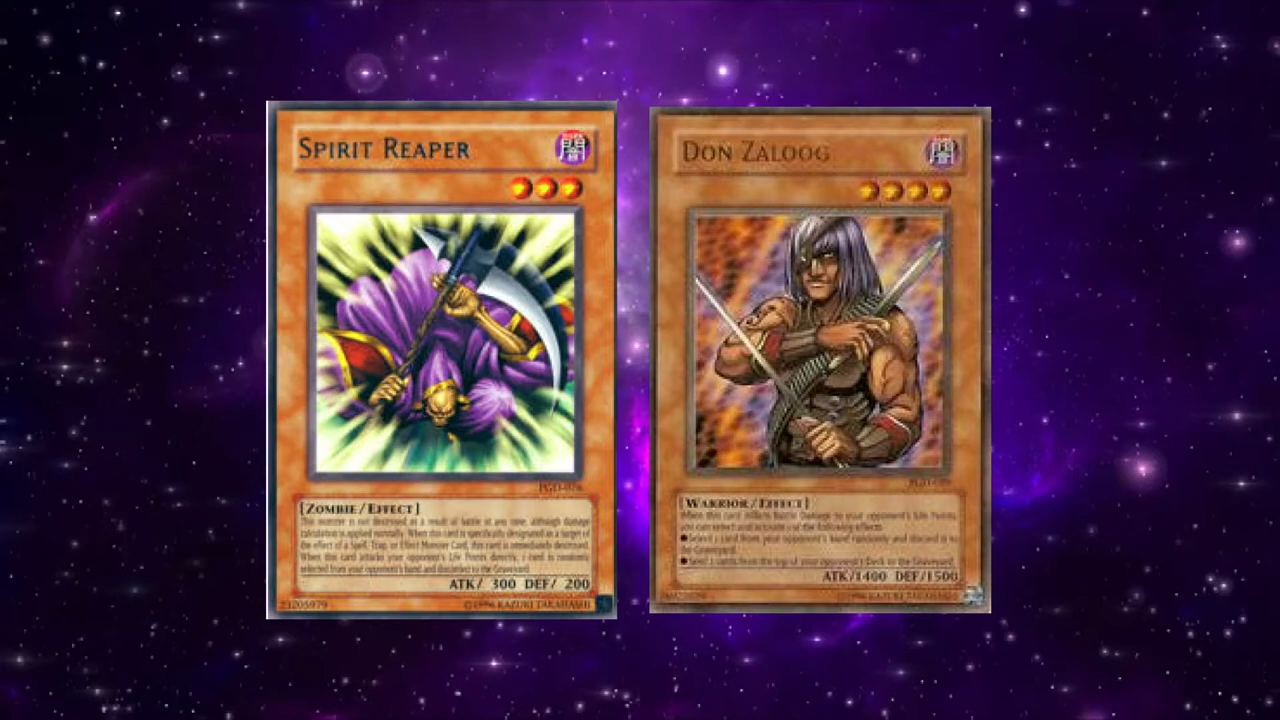 SPIRIT REAPER
闇
PGD-076
[ZOMBIE/EFFECT]
This monster is not destroyed as a result of battle at any time, although damage
calculation is applied normally. When this card is specifically designated as a target of
the effect of a Spell, Trap, or Effect Monster Card, this card is immediately destroyed.
When this card attacks your opponent's Life Points directly, 1 card is randomly
selected from your opponent's hand and discarded to the Graveyard.
ATK/ 300 DEF/ 200
23205979
©1996 KAZUKI TAKAHASHI
DON ZALOOG
闇
[WARRIOR/EFFECT]
When this card inflicts Battle Damage to your opponent's Life Points,
you can select and activate 1 of the following effects:
●Select 1 card from your opponent's hand randomly and discard it to
the Graveyard.
●Send 2 cards from the top of your opponent's Deck to the Graveyard.
ATK/1400 DEF/1500
KAZUKI TAKAHASHI